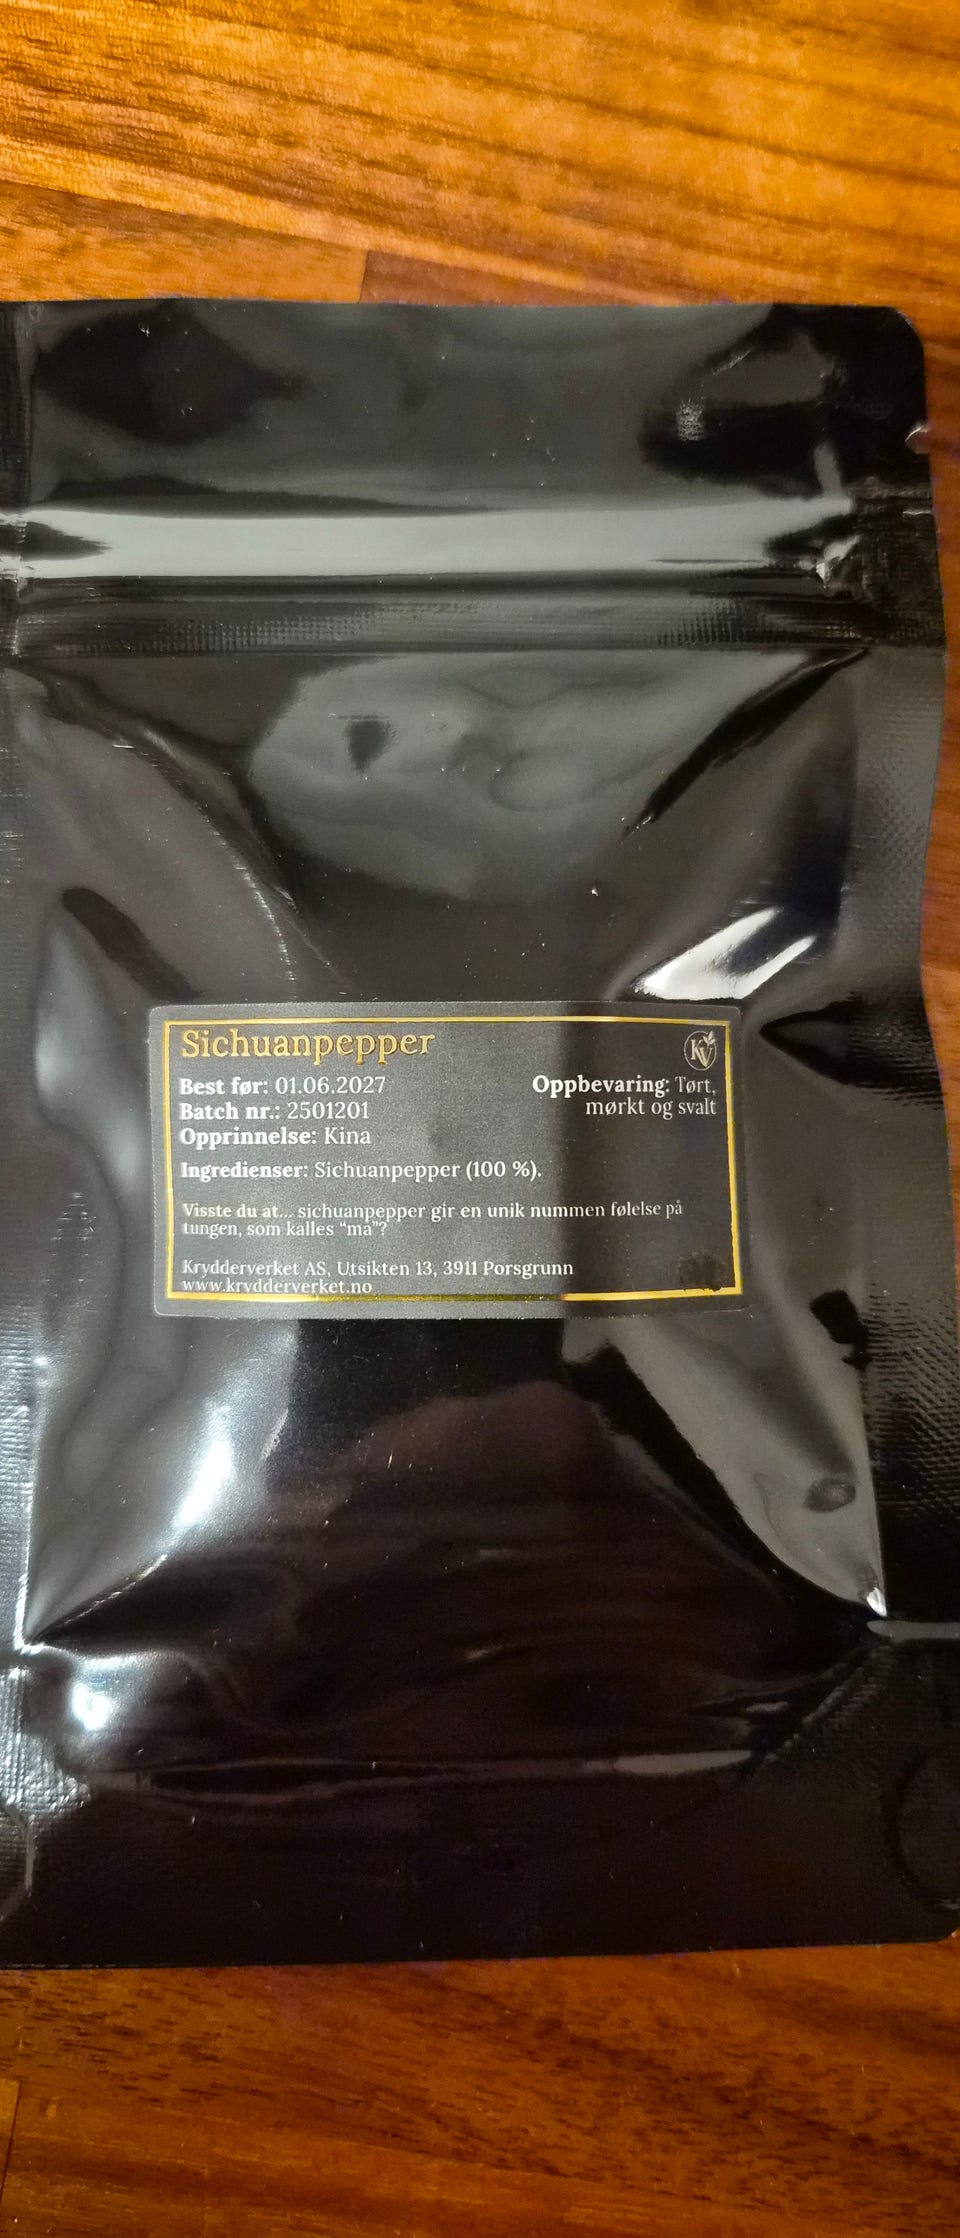 Sichuanpepper
KV
Best før: 01.06.2027
Batch nr.: 2501201
Opprinnelse: Kina
Oppbevaring: Tørt,
mørkt og svalt
Ingredienser: Sichuanpepper (100 %).
Visste du at... sichuanpepper gir en unik nummen følelse på
tungen, som kalles “ma”?
Krydderverket AS, Utsikten 13, 3911 Porsgrunn
www.krydderverket.no